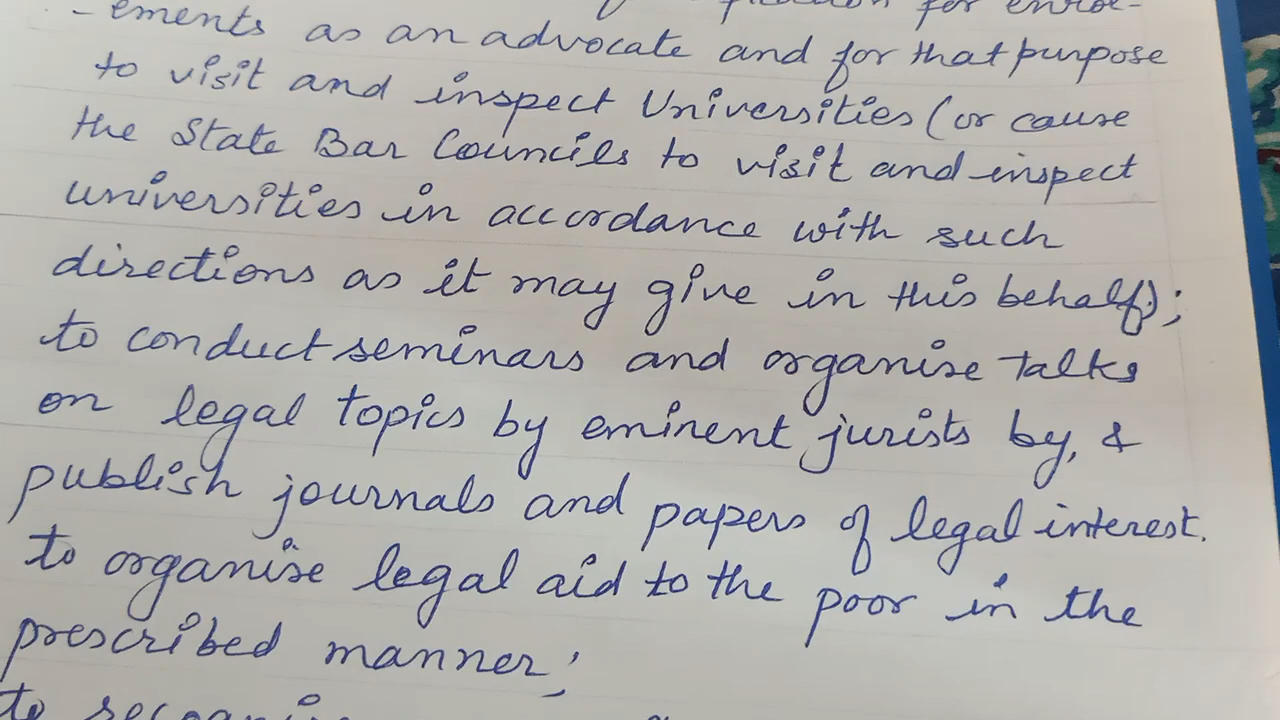 for enrol-
-ements as an advocate and for that purpose
to visit and inspect Universities (or cause
the State Bar Councils to visit and inspect
universities in accordance with such
directions as it may give in this behalf);
to conduct seminars and organise talks
on legal topics by eminent jurists by, &
publish journals and papers of legal interest.
to organise legal aid to the poor in the
prescribed manner;
to